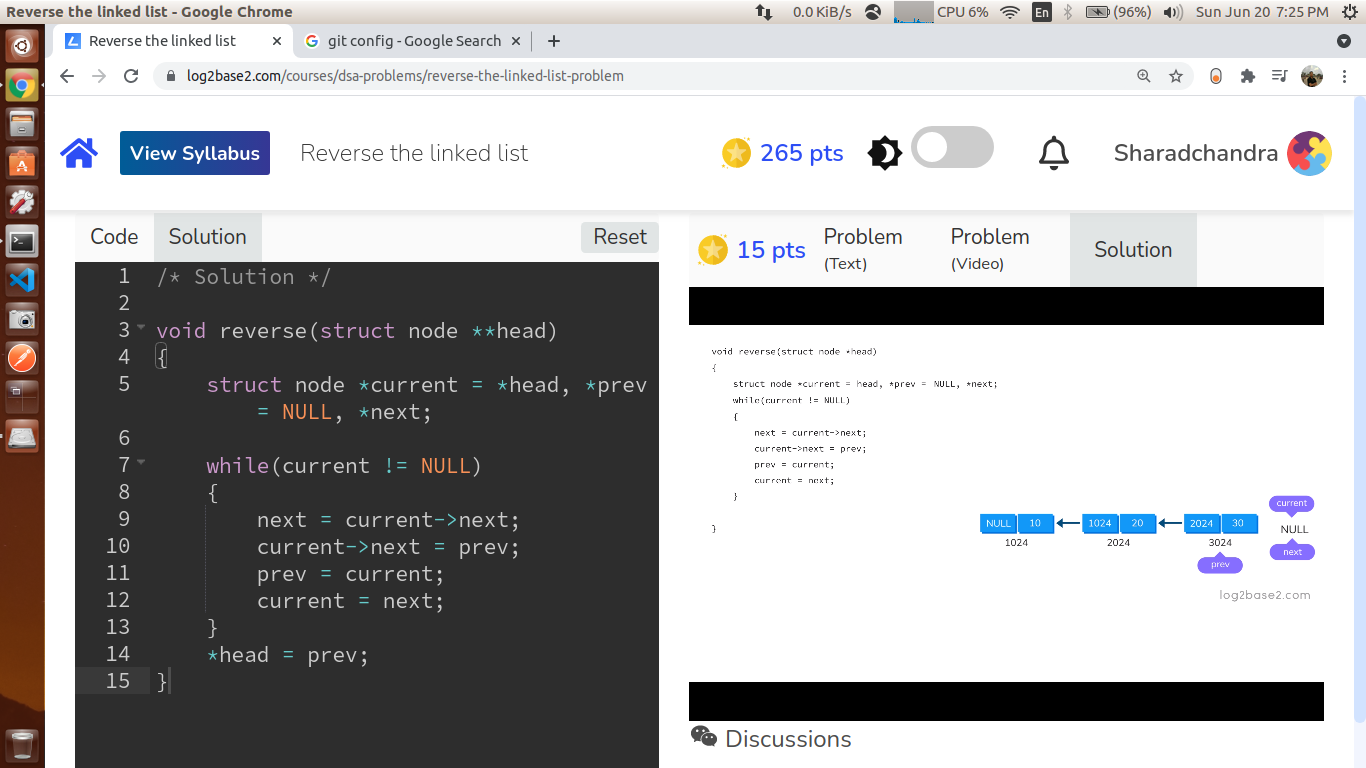 Reverse the linked list - Google Chrome
0.0 KiB/s
CPU 6%
En
(96%)
Sun Jun 20 7:25 PM
Reverse the linked list
git config - Google Search
log2base2.com/courses/dsa-problems/reverse-the-linked-list-problem
View Syllabus
Reverse the linked list
265 pts
Sharadchandra
Code
Solution
Reset
1 /* Solution */
2
3 void reverse(struct node **head)
4 {
5 struct node *current = *head, *prev
= NULL, *next;
6
7 while(current != NULL)
8 {
9 next = current->next;
10 current->next = prev;
11 prev = current;
12 current = next;
13 }
14 *head = prev;
15 }
15 pts
Problem
(Text)
Problem
(Video)
Solution
void reverse(struct node *head)
{
struct node *current = head, *prev = NULL, *next;
while(current != NULL)
{
next = current->next;
current->next = prev;
prev = current;
current = next;
}
}
current
NULL 10 1024 20 2024 30
NULL
1024 2024 3024
next
prev
log2base2.com
Discussions